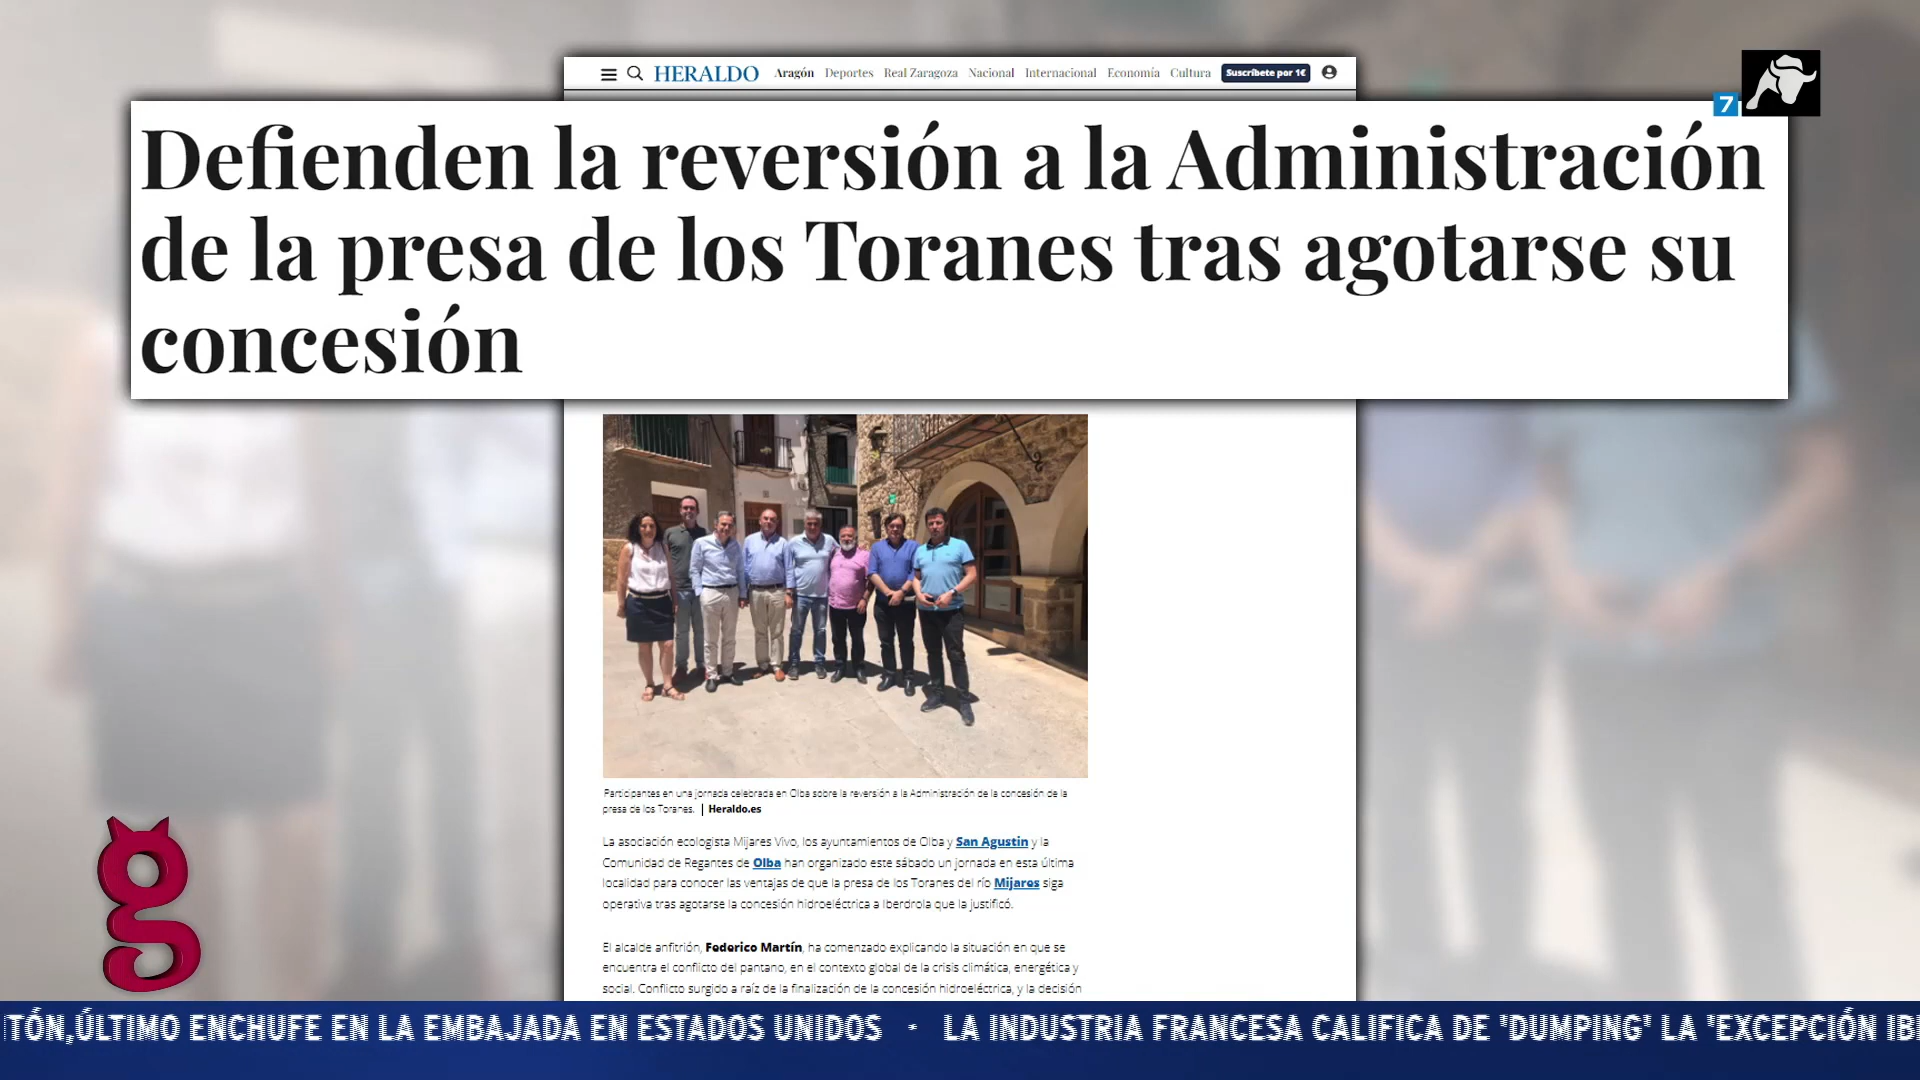 HERALDO Aragón Deportes Real Zaragoza Nacional Internacional Economía Cultura Suscríbete por 1€
7
Defienden la reversión a la Administración
de la presa de los Toranes tras agotarse su
concesión
Participantes en una jornada celebrada en Olba sobre la reversión a la Administración de la concesión de la
presa de los Toranes. | Heraldo.es
La asociación ecologista Mijares Vivo, los ayuntamientos de Olba y San Agustin y la
Comunidad de Regantes de Olba han organizado este sábado un jornada en esta última
localidad para conocer las ventajas de que la presa de los Toranes del río Mijares siga
operativa tras agotarse la concesión hidroeléctrica a Iberdrola que la justificó.
El alcalde anfitrión, Federico Martín, ha comenzado explicando la situación en que se
encuentra el conflicto del pantano, en el contexto global de la crisis climática, energética y
social. Conflicto surgido a raíz de la finalización de la concesión hidroeléctrica, y la decisión
g
TÓN,ÚLTIMO ENCHUFE EN LA EMBAJADA EN ESTADOS UNIDOS - LA INDUSTRIA FRANCESA CALIFICA DE 'DUMPING' LA 'EXCEPCIÓN IB